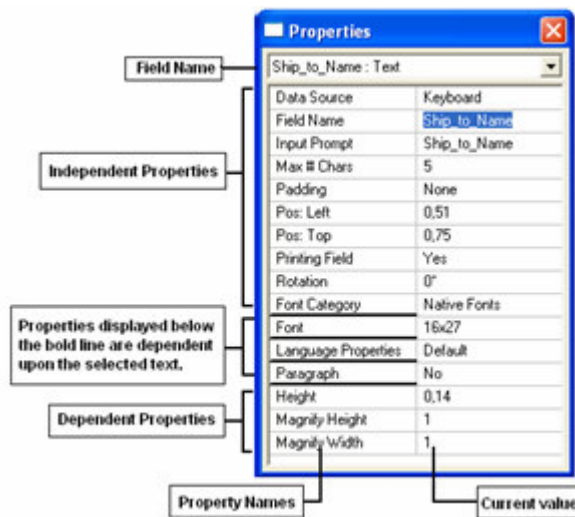 Properties
Field Name
Ship_to_Name : Text
Data Source Keyboard
Field Name Ship_to_Name
Input Prompt Ship_to_Name
Max # Chars 5
Independent Properties
Padding None
Pos: Left 0,51
Pos: Top 0,75
Printing Field Yes
Rotation 0°
Font Category Native Fonts
Properties displayed below
the bold line are dependent
upon the selected text.
Font 16x27
Language Properties Default
Paragraph No
Dependent Properties
Height 0,14
Magnify Height 1
Magnify Width 1
Property Names
Current value